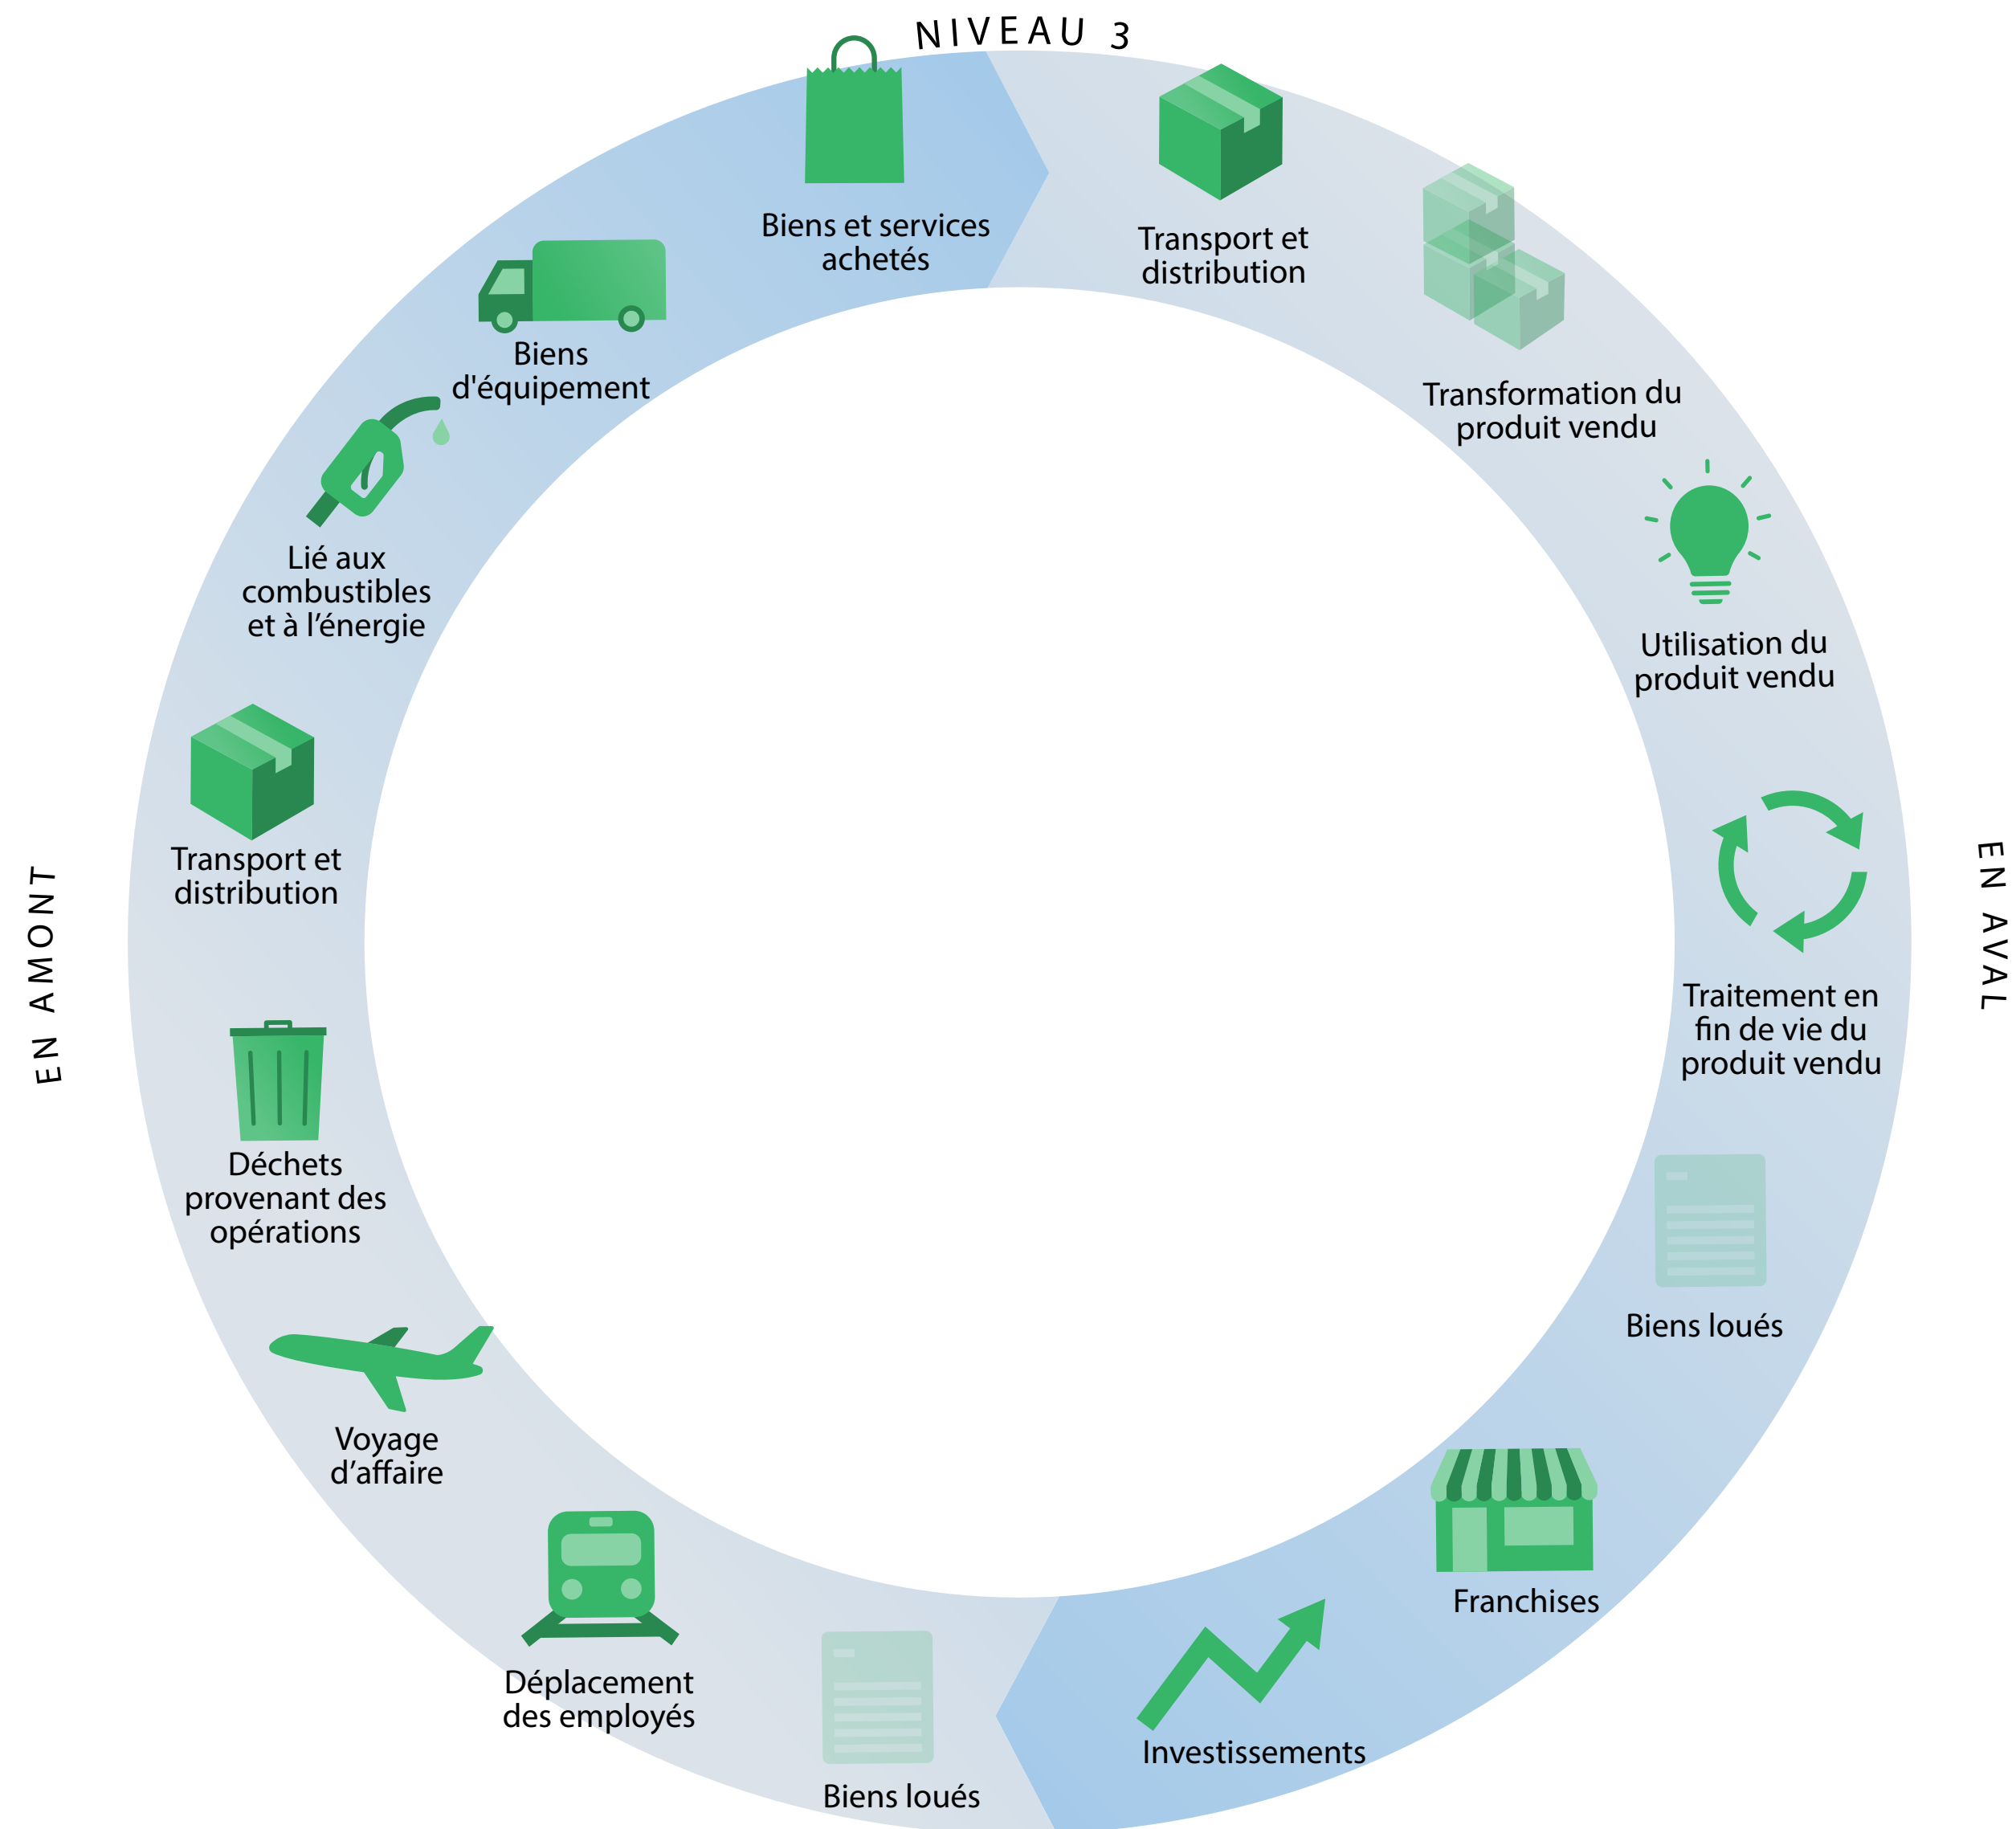 NIVEAU 3
Biens et services
achetés
Transport et
distribution
Biens
d'équipement
Transformation du
produit vendu
Lié aux
combustibles
et à l’énergie
Utilisation du
produit vendu
Transport et
distribution
EN AMONT
EN AVAL
Traitement en
fin de vie du
produit vendu
Déchets
provenant des
opérations
Biens loués
Voyage
d’affaire
Franchises
Déplacement
des employés
Investissements
Biens loués